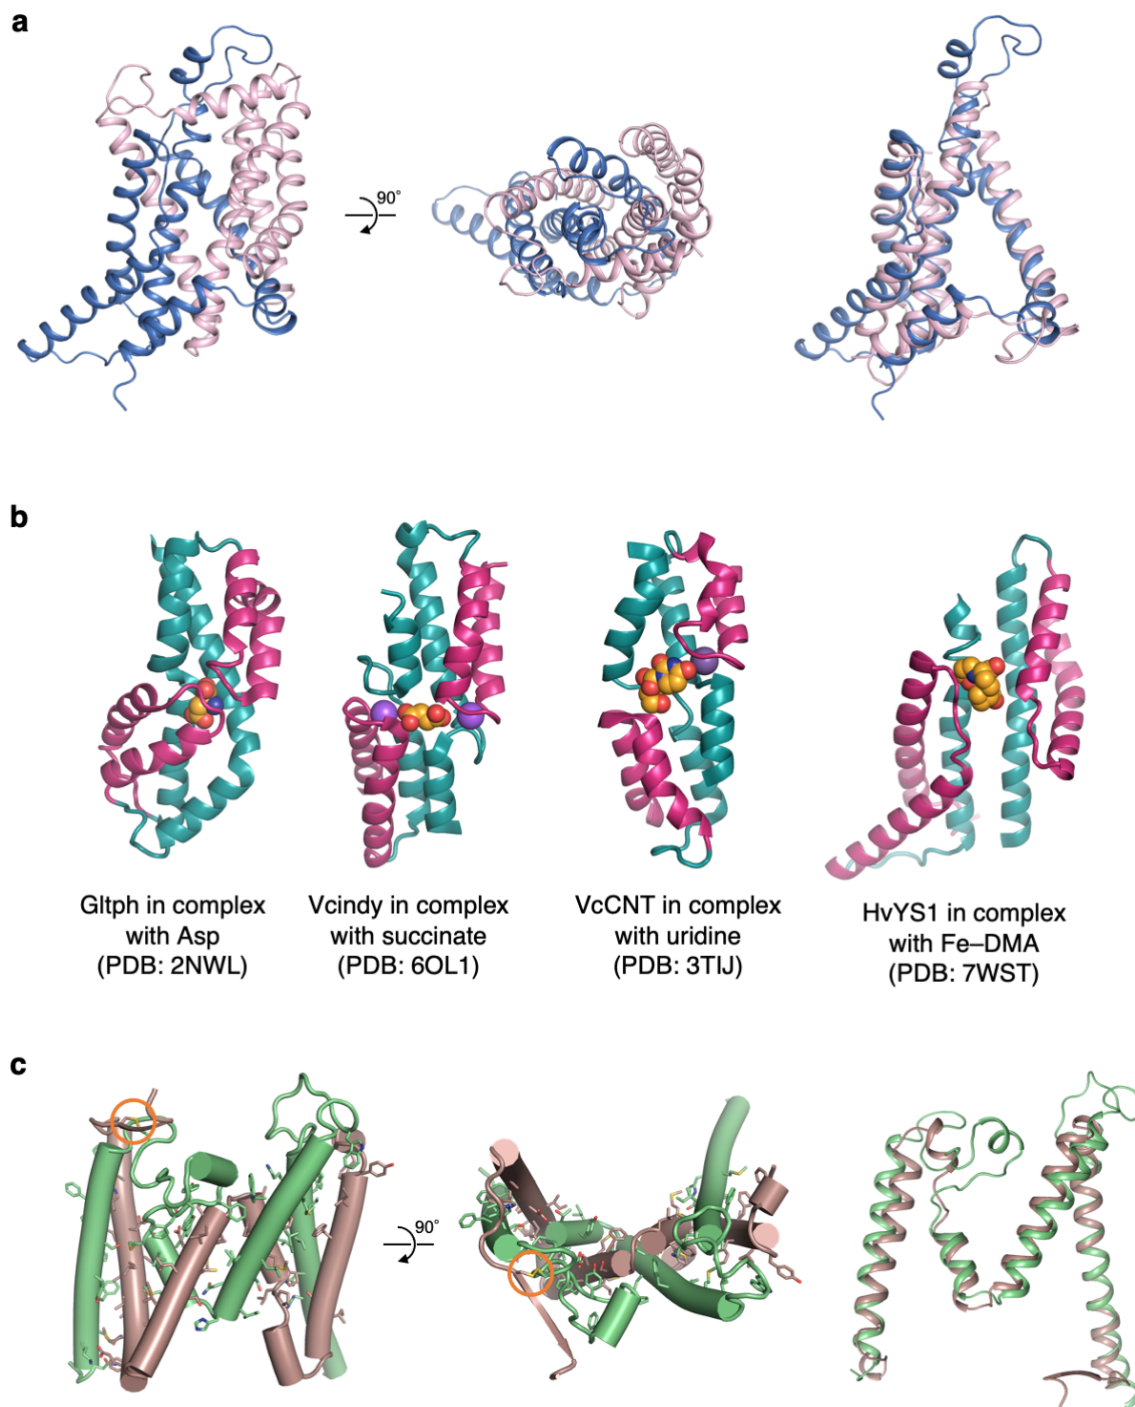 a
90°
b
Gltph in complex
with Asp
(PDB: 2NWL)
Vcindy in complex
with succinate
(PDB: 6OL1)
VcCNT in complex
with uridine
(PDB: 3TIJ)
HvYS1 in complex
with Fe–DMA
(PDB: 7WST)
c
90°